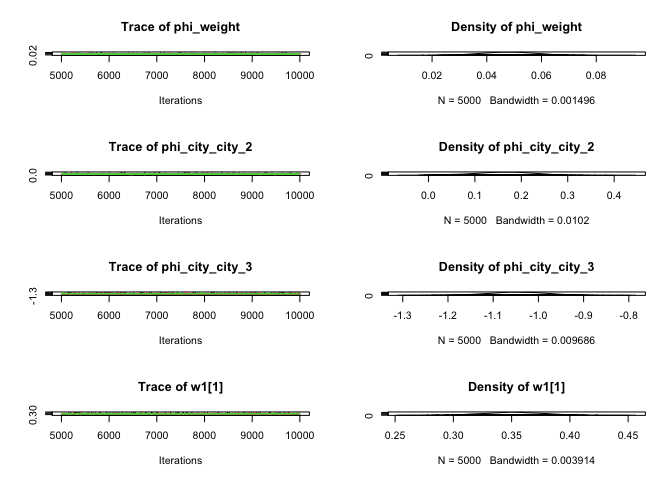 Trace of phi_weight
0.02
5000 6000 7000 8000 9000 10000
Iterations
Density of phi_weight
0
0.02 0.04 0.06 0.08
N = 5000 Bandwidth = 0.001496
Trace of phi_city_city_2
0.0
5000 6000 7000 8000 9000 10000
Iterations
Density of phi_city_city_2
0
0.0 0.1 0.2 0.3 0.4
N = 5000 Bandwidth = 0.0102
Trace of phi_city_city_3
-1.3
5000 6000 7000 8000 9000 10000
Iterations
Density of phi_city_city_3
0
-1.3 -1.2 -1.1 -1.0 -0.9 -0.8
N = 5000 Bandwidth = 0.009686
Trace of w1[1]
0.30
5000 6000 7000 8000 9000 10000
Iterations
Density of w1[1]
0
0.25 0.30 0.35 0.40 0.45
N = 5000 Bandwidth = 0.003914